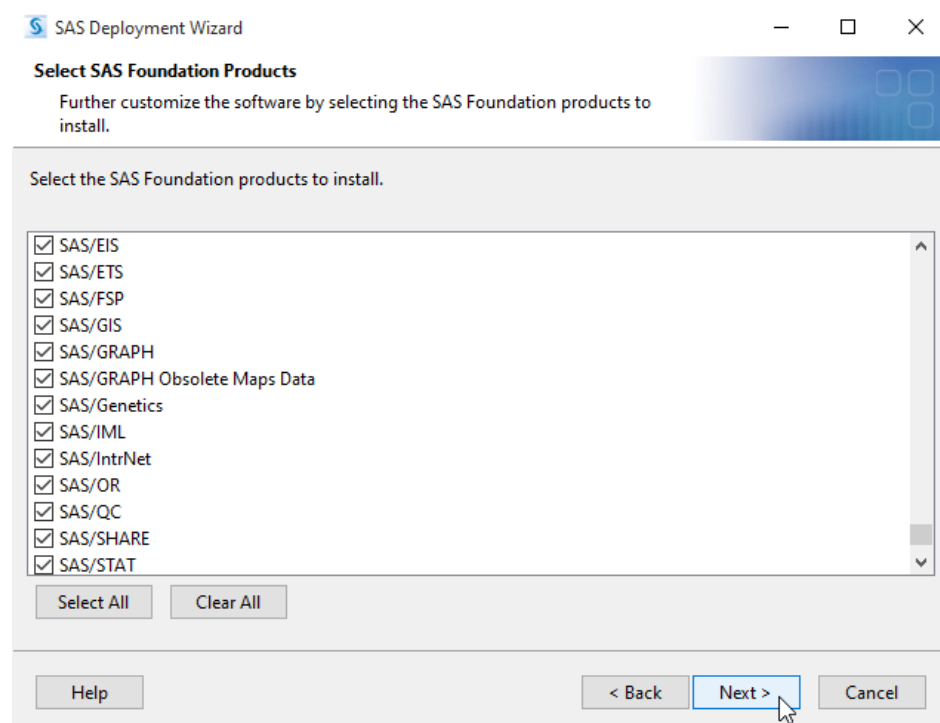 SAS Deployment Wizard
Select SAS Foundation Products
Further customize the software by selecting the SAS Foundation products to
install.
Select the SAS Foundation products to install.
SAS/EIS
SAS/ETS
SAS/FSP
SAS/GIS
SAS/GRAPH
SAS/GRAPH Obsolete Maps Data
SAS/Genetics
SAS/IML
SAS/IntrNet
SAS/OR
SAS/QC
SAS/SHARE
SAS/STAT
Select All Clear All
Help < Back Next > Cancel